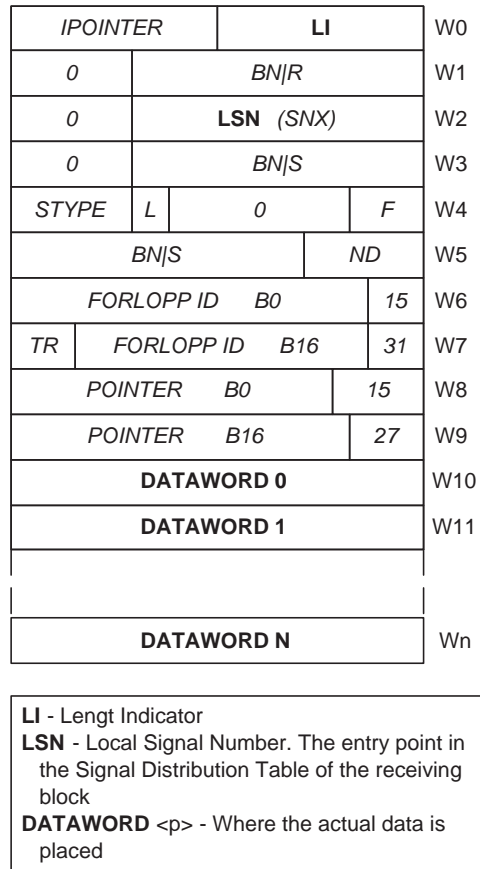 IPOINTER LI W0
0 BN|R W1
0 LSN (SNX) W2
0 BN|S W3
STYPE L 0 F W4
BN|S ND W5
FORLOPP ID B0 15 W6
TR FORLOPP ID B16 31 W7
POINTER B0 15 W8
POINTER B16 27 W9
DATAWORD 0 W10
DATAWORD 1 W11
DATAWORD N Wn
LI - Lengt Indicator
LSN - Local Signal Number. The entry point in
the Signal Distribution Table of the receiving
block
DATAWORD <p> - Where the actual data is
placed